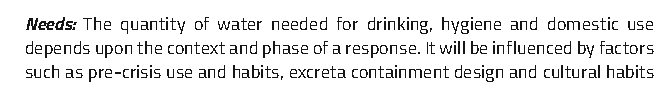 Needs: The quantity of water needed for drinking, hygiene and domestic use
depends upon the context and phase of a response. It will be influenced by factors
such as pre-crisis use and habits, excreta containment design and cultural habits